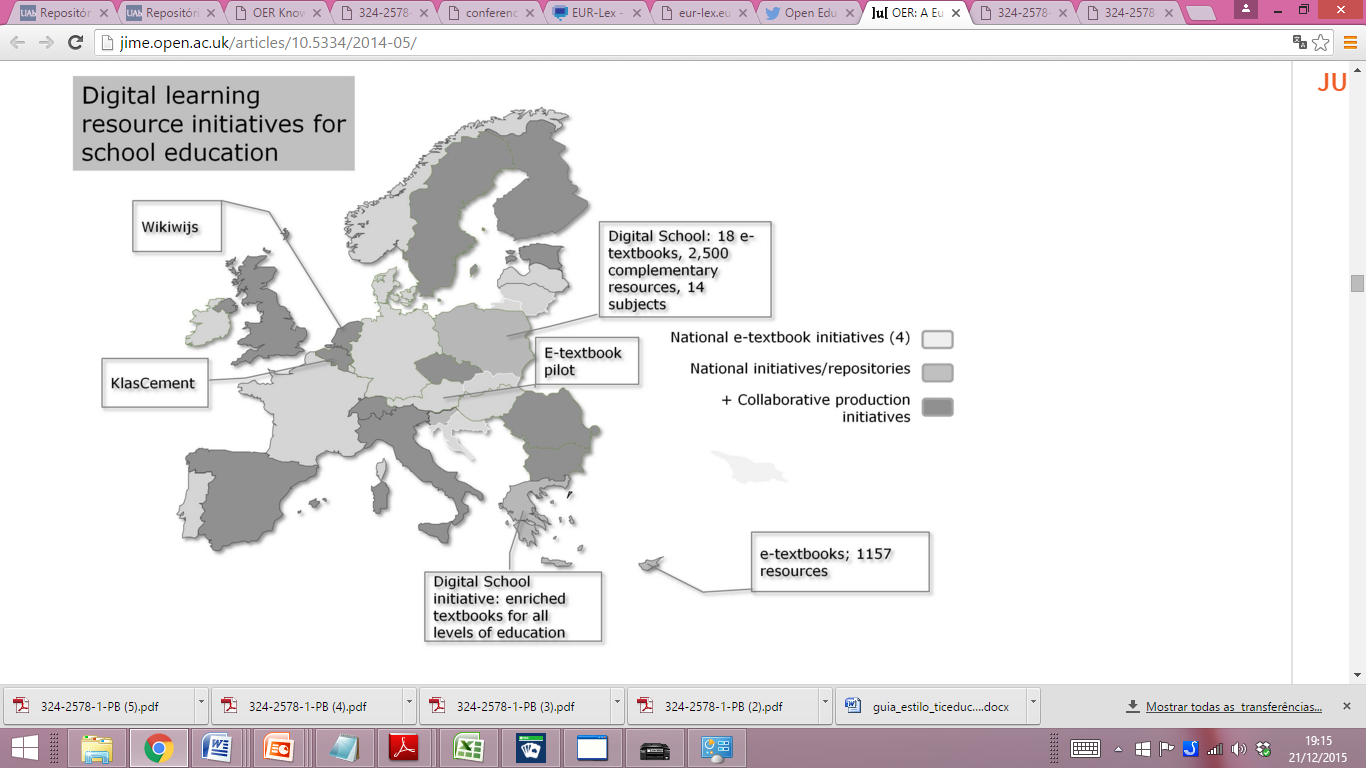 Repositór
Repositóri
OER Know
324-2578-
conferenc
EUR-Lex -
eur-lex.eu
Open Edu
]u[ OER: A Eu
324-2578-
324-2578
jime.open.ac.uk/articles/10.5334/2014-05/
JU
Digital learning
resource initiatives for
school education
Wikiwijs
Digital School: 18 e-
textbooks, 2,500
complementary
resources, 14
subjects
National e-textbook initiatives (4)
National initiatives/repositories
+ Collaborative production
initiatives
E-textbook
pilot
KlasCement
e-textbooks; 1157
resources
Digital School
initiative: enriched
textbooks for all
levels of education
324-2578-1-PB (5).pdf
324-2578-1-PB (4).pdf
324-2578-1-PB (3).pdf
324-2578-1-PB (2).pdf
guia_estilo_ticeduc....docx
Mostrar todas as transferências...
19:15
21/12/2015